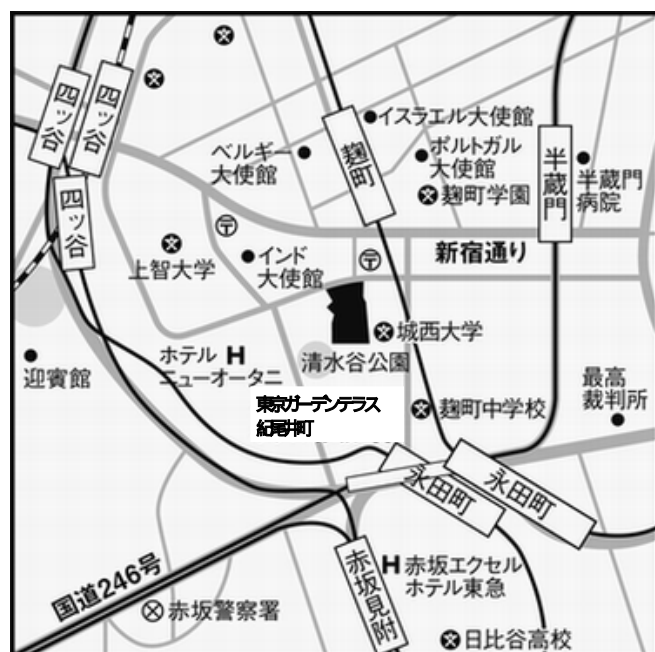 四ッ谷
四ッ谷
四ッ谷
麹町
イスラエル大使館
ベルギー
大使館
ポルトガル
大使館
麹町学園
半蔵門
半蔵門
病院
新宿通り
上智大学
インド
大使館
城西大学
清水谷公園
迎賓館
ホテル H
ニューオータニ
東京ガーデンテラス
紀尾井町
麹町中学校
最高
裁判所
永田町
永田町
国道246号
赤坂見附
H 赤坂エクセル
ホテル東急
赤坂警察署
日比谷高校